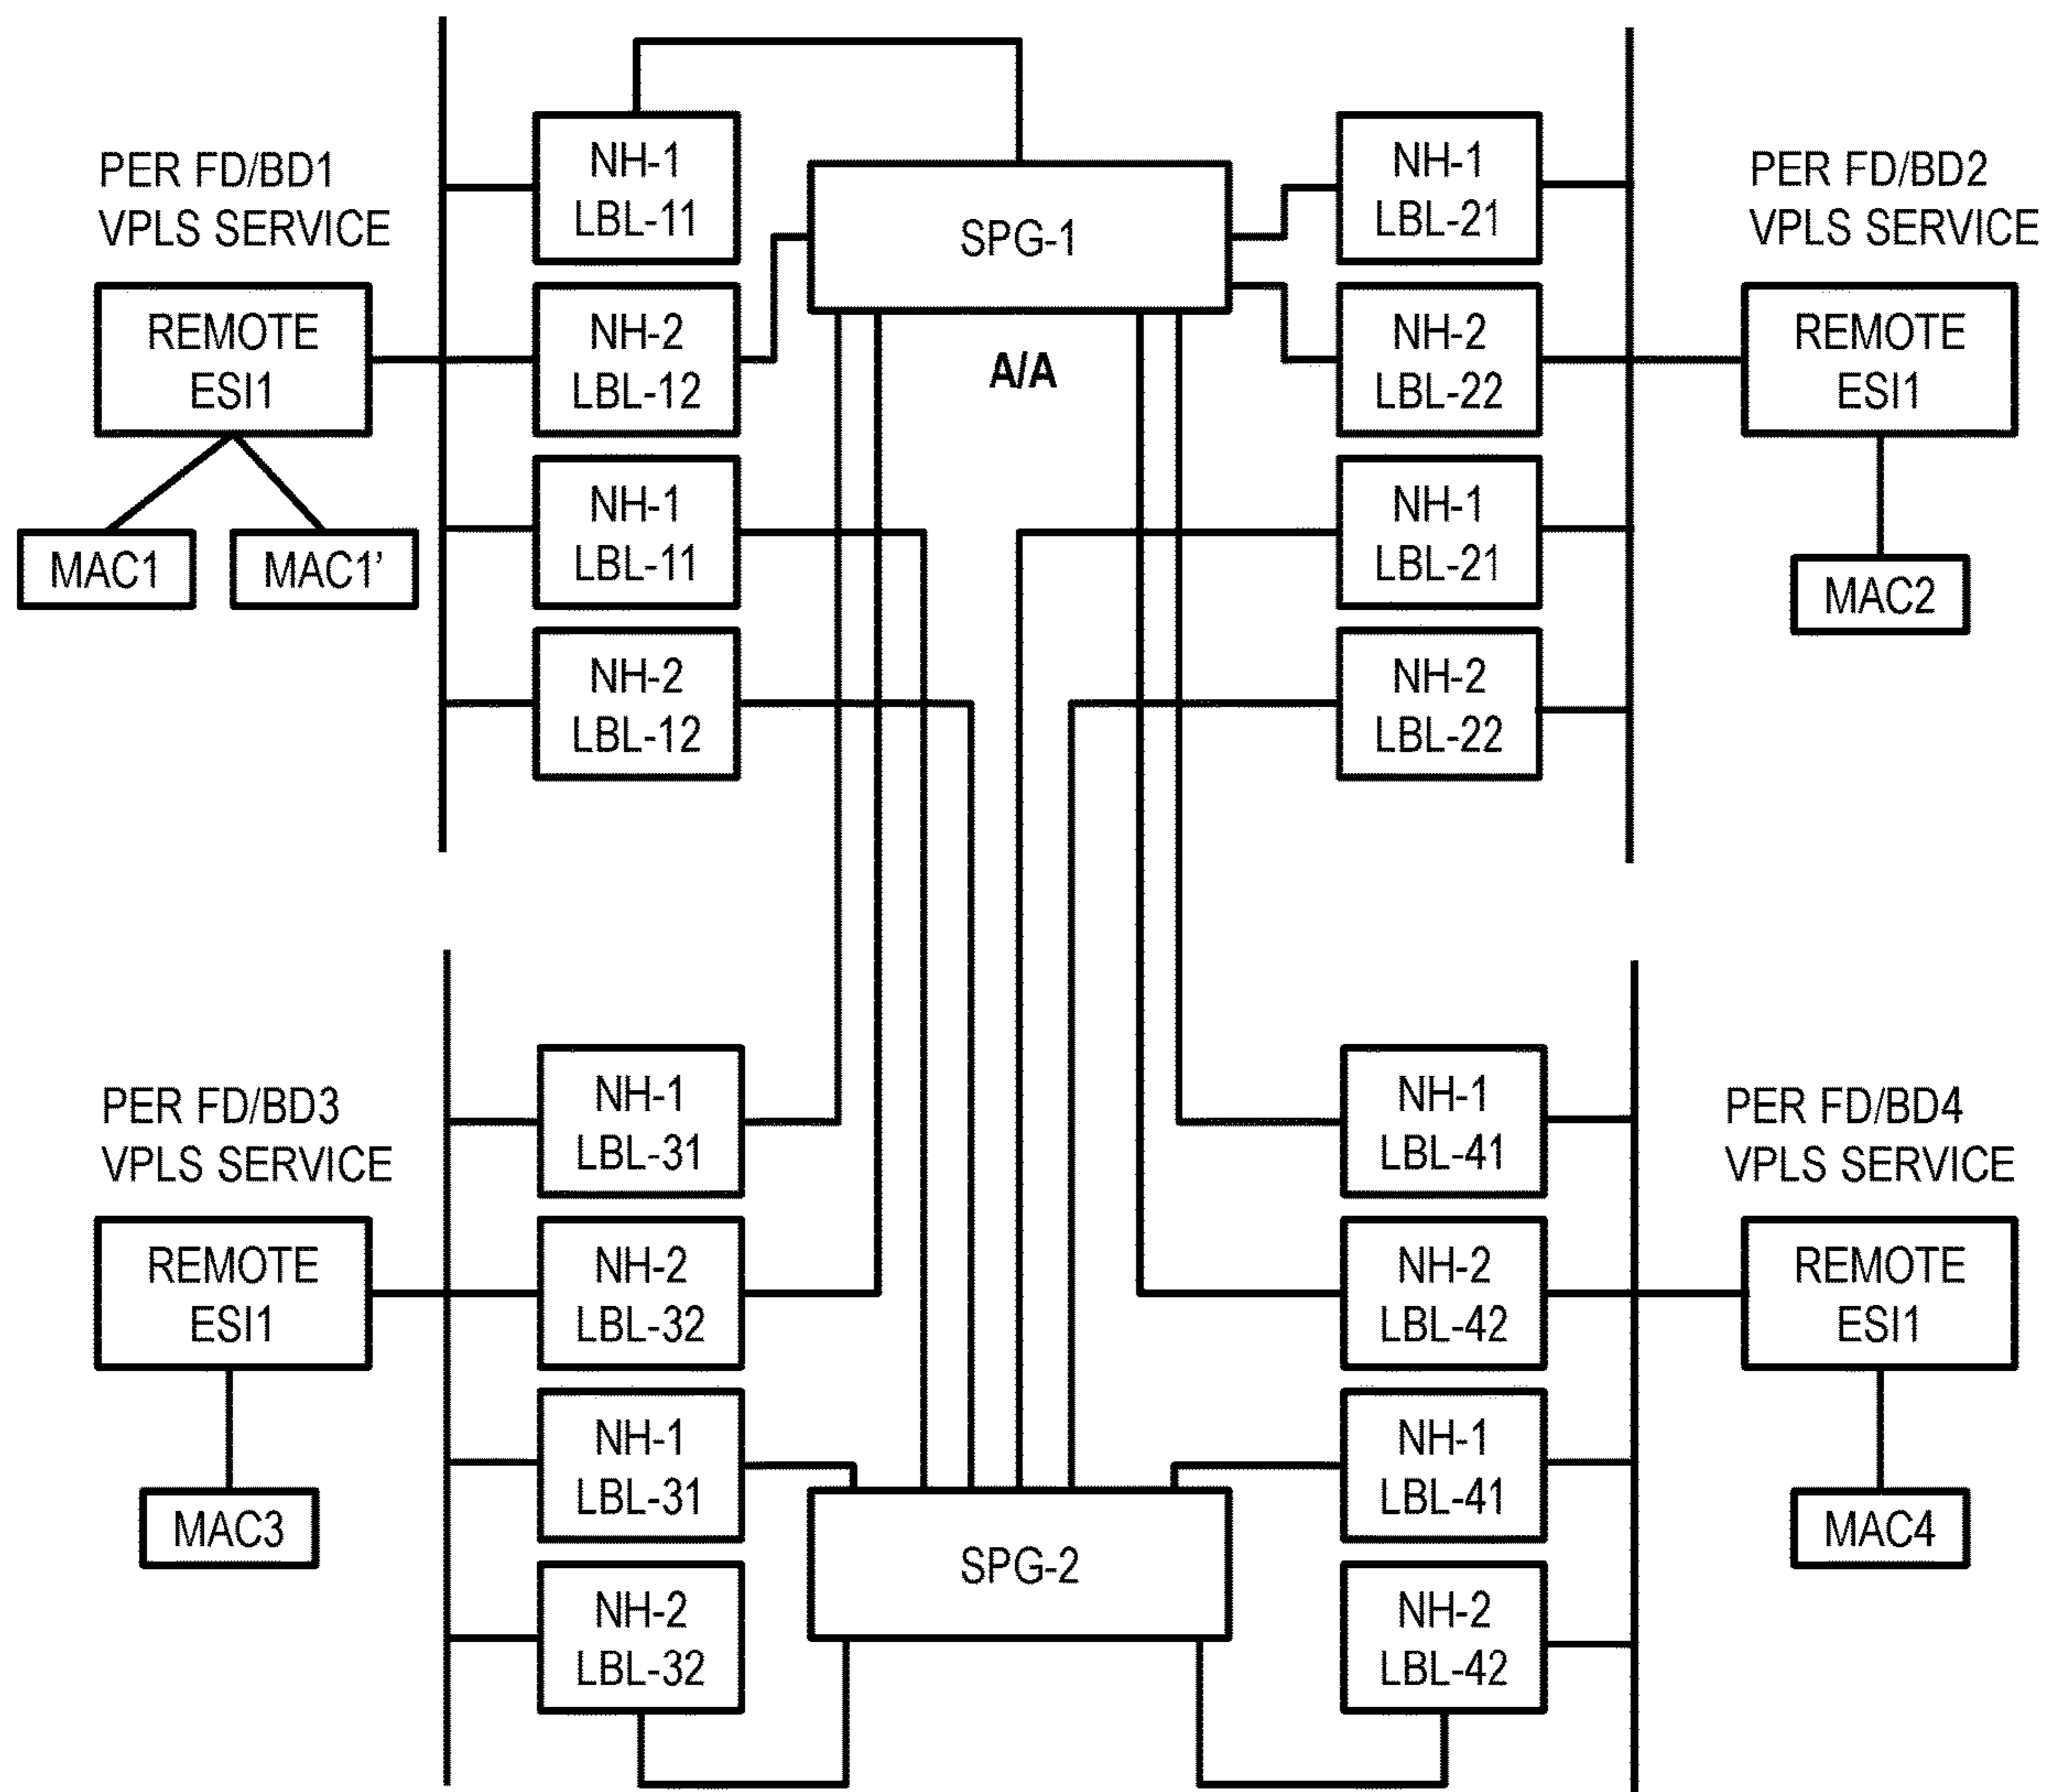 PER FD/BD1
VPLS SERVICE
REMOTE
ESI1
MAC1
MAC1’
NH-1
LBL-11
NH-2
LBL-12
NH-1
LBL-11
NH-2
LBL-12
SPG-1
A/A
NH-1
LBL-21
NH-2
LBL-22
NH-1
LBL-21
NH-2
LBL-22
PER FD/BD2
VPLS SERVICE
REMOTE
ESI1
MAC2
PER FD/BD3
VPLS SERVICE
REMOTE
ESI1
MAC3
NH-1
LBL-31
NH-2
LBL-32
NH-1
LBL-31
NH-2
LBL-32
SPG-2
NH-1
LBL-41
NH-2
LBL-42
NH-1
LBL-41
NH-2
LBL-42
PER FD/BD4
VPLS SERVICE
REMOTE
ESI1
MAC4